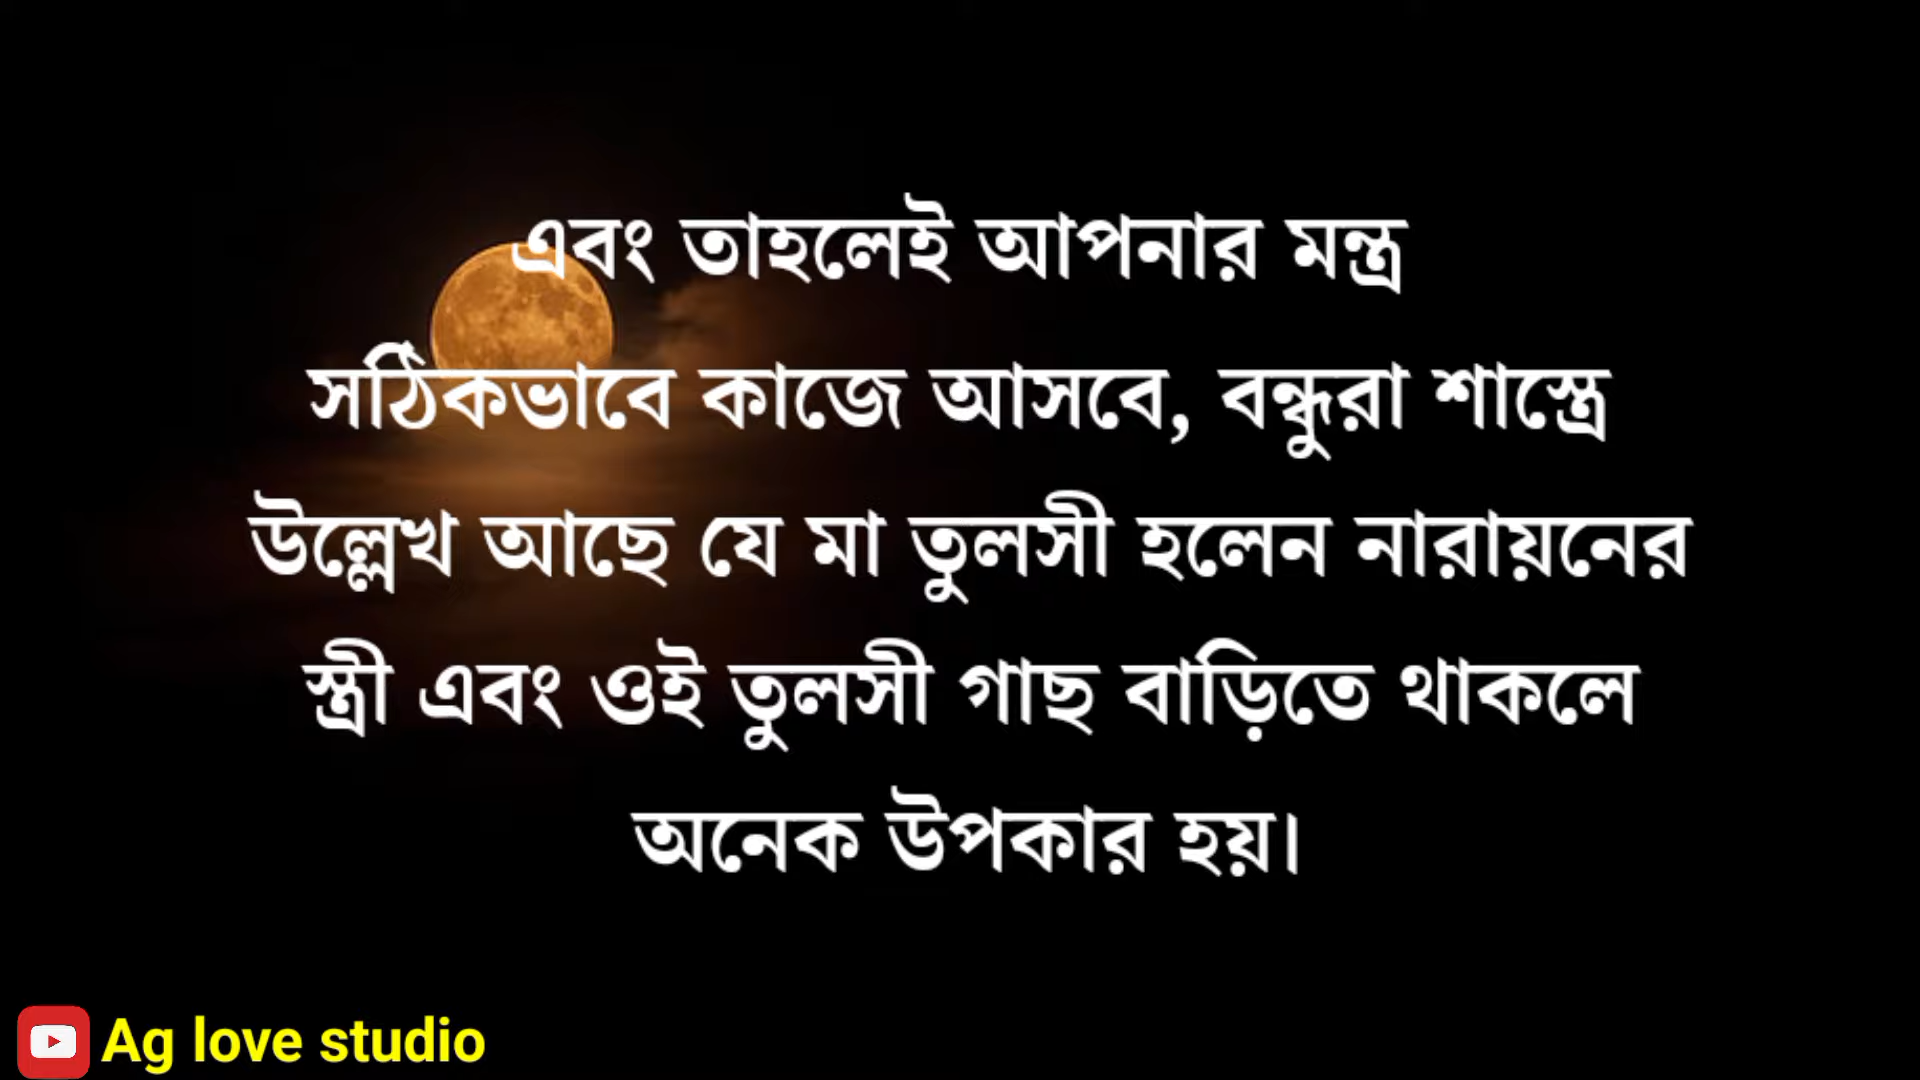 এবং তাহলেই আপনার মন্ত্র
সঠিকভাবে কাজে আসবে, বন্ধুরা শাস্ত্রে
উল্লেখ আছে যে মা তুলসী হলেন নারায়নের
স্ত্রী এবং ওই তুলসী গাছ বাড়িতে থাকলে
অনেক উপকার হয়।
Ag love studio